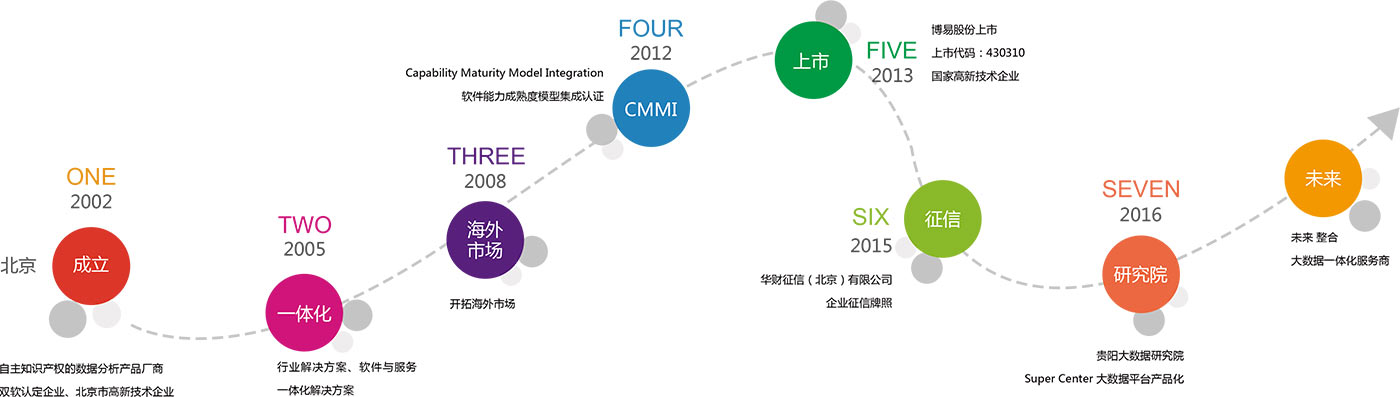 ONE
2002
北京
成立
自主知识产权的数据分析产品厂商
双软认定企业、北京市高新技术企业
TWO
2005
一体化
行业解决方案、软件与服务
一体化解决方案
THREE
2008
海外
市场
开拓海外市场
FOUR
2012
Capability Maturity Model Integration
软件能力成熟度模型集成认证
CMMI
上市
FIVE
2013
博易股份上市
上市代码：430310
国家高新技术企业
SIX
2015
征信
华财征信（北京）有限公司
企业征信牌照
SEVEN
2016
研究院
贵阳大数据研究院
Super Center 大数据平台产品化
未来
未来 整合
大数据一体化服务商